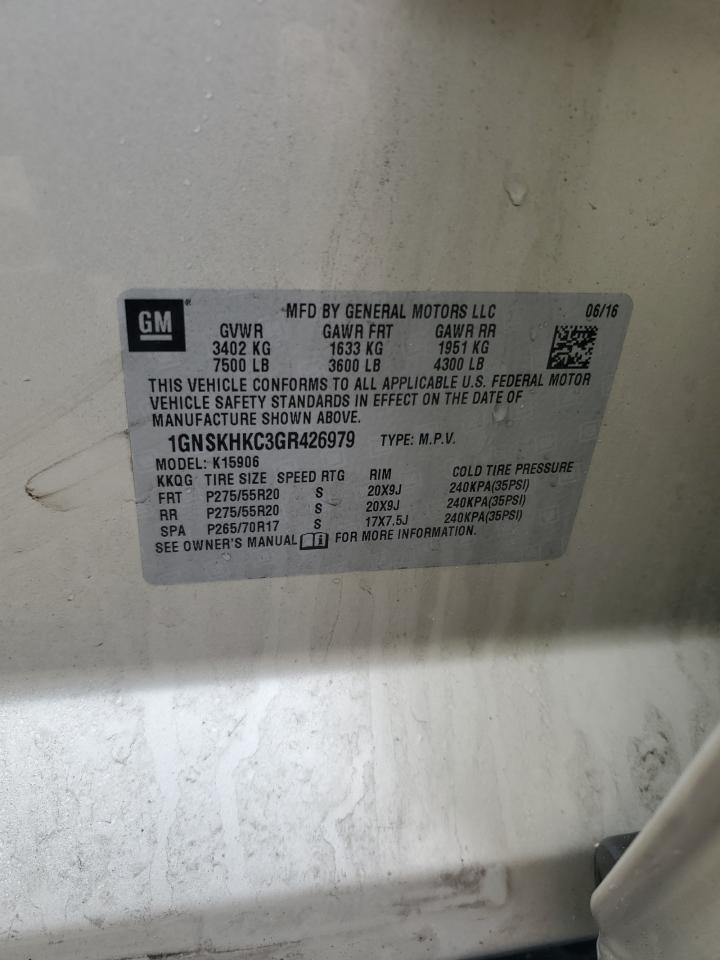 GM ® MFD BY GENERAL MOTORS LLC 06/16
GVWR GAWR FRT GAWR RR
3402 KG 1633 KG 1951 KG
7500 LB 3600 LB 4300 LB
THIS VEHICLE CONFORMS TO ALL APPLICABLE U.S. FEDERAL MOTOR
VEHICLE SAFETY STANDARDS IN EFFECT ON THE DATE OF
MANUFACTURE SHOWN ABOVE.
1GNSKHKC3GR426979 TYPE: M.P.V.
MODEL: K15906
KKQG TIRE SIZE SPEED RTG RIM COLD TIRE PRESSURE
FRT P275/55R20 S 20X9J 240KPA(35PSI)
RR P275/55R20 S 20X9J 240KPA(35PSI)
SPA P265/70R17 S 17X7.5J 240KPA(35PSI)
SEE OWNER'S MANUAL FOR MORE INFORMATION.